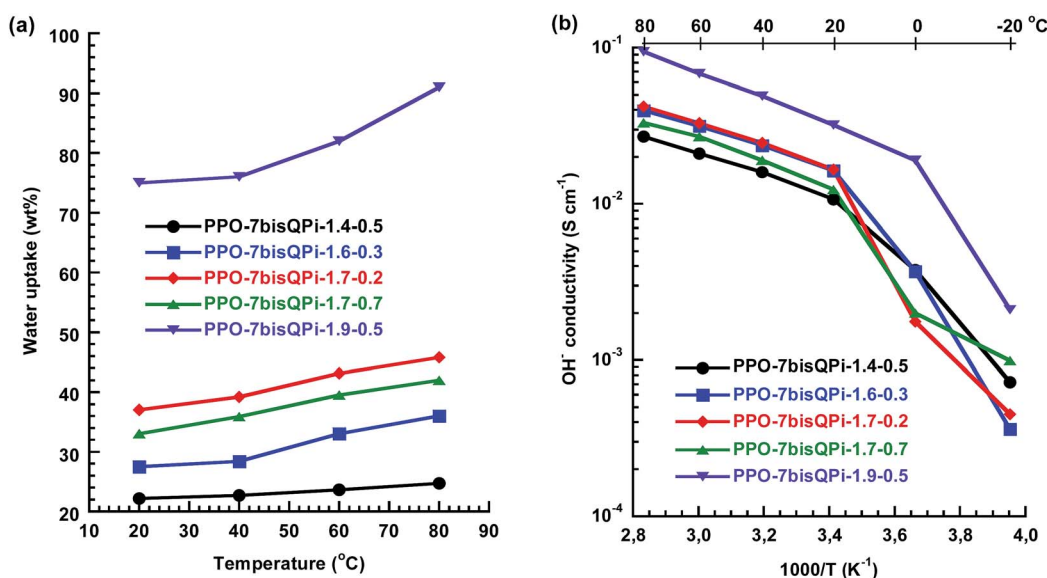 (a)
100
90
80
70
60
50
40
30
20
Water uptake (wt%)
PPO-7bisQPi-1.4-0.5
PPO-7bisQPi-1.6-0.3
PPO-7bisQPi-1.7-0.2
PPO-7bisQPi-1.7-0.7
PPO-7bisQPi-1.9-0.5
10 20 30 40 50 60 70 80 90
Temperature (°C)
(b)
80 60 40 20 0 -20 °C
10⁻¹
10⁻²
10⁻³
10⁻⁴
OH⁻ conductivity (S cm⁻¹)
PPO-7bisQPi-1.4-0.5
PPO-7bisQPi-1.6-0.3
PPO-7bisQPi-1.7-0.2
PPO-7bisQPi-1.7-0.7
PPO-7bisQPi-1.9-0.5
2,8 3,0 3,2 3,4 3,6 3,8 4,0
1000/T (K⁻¹)